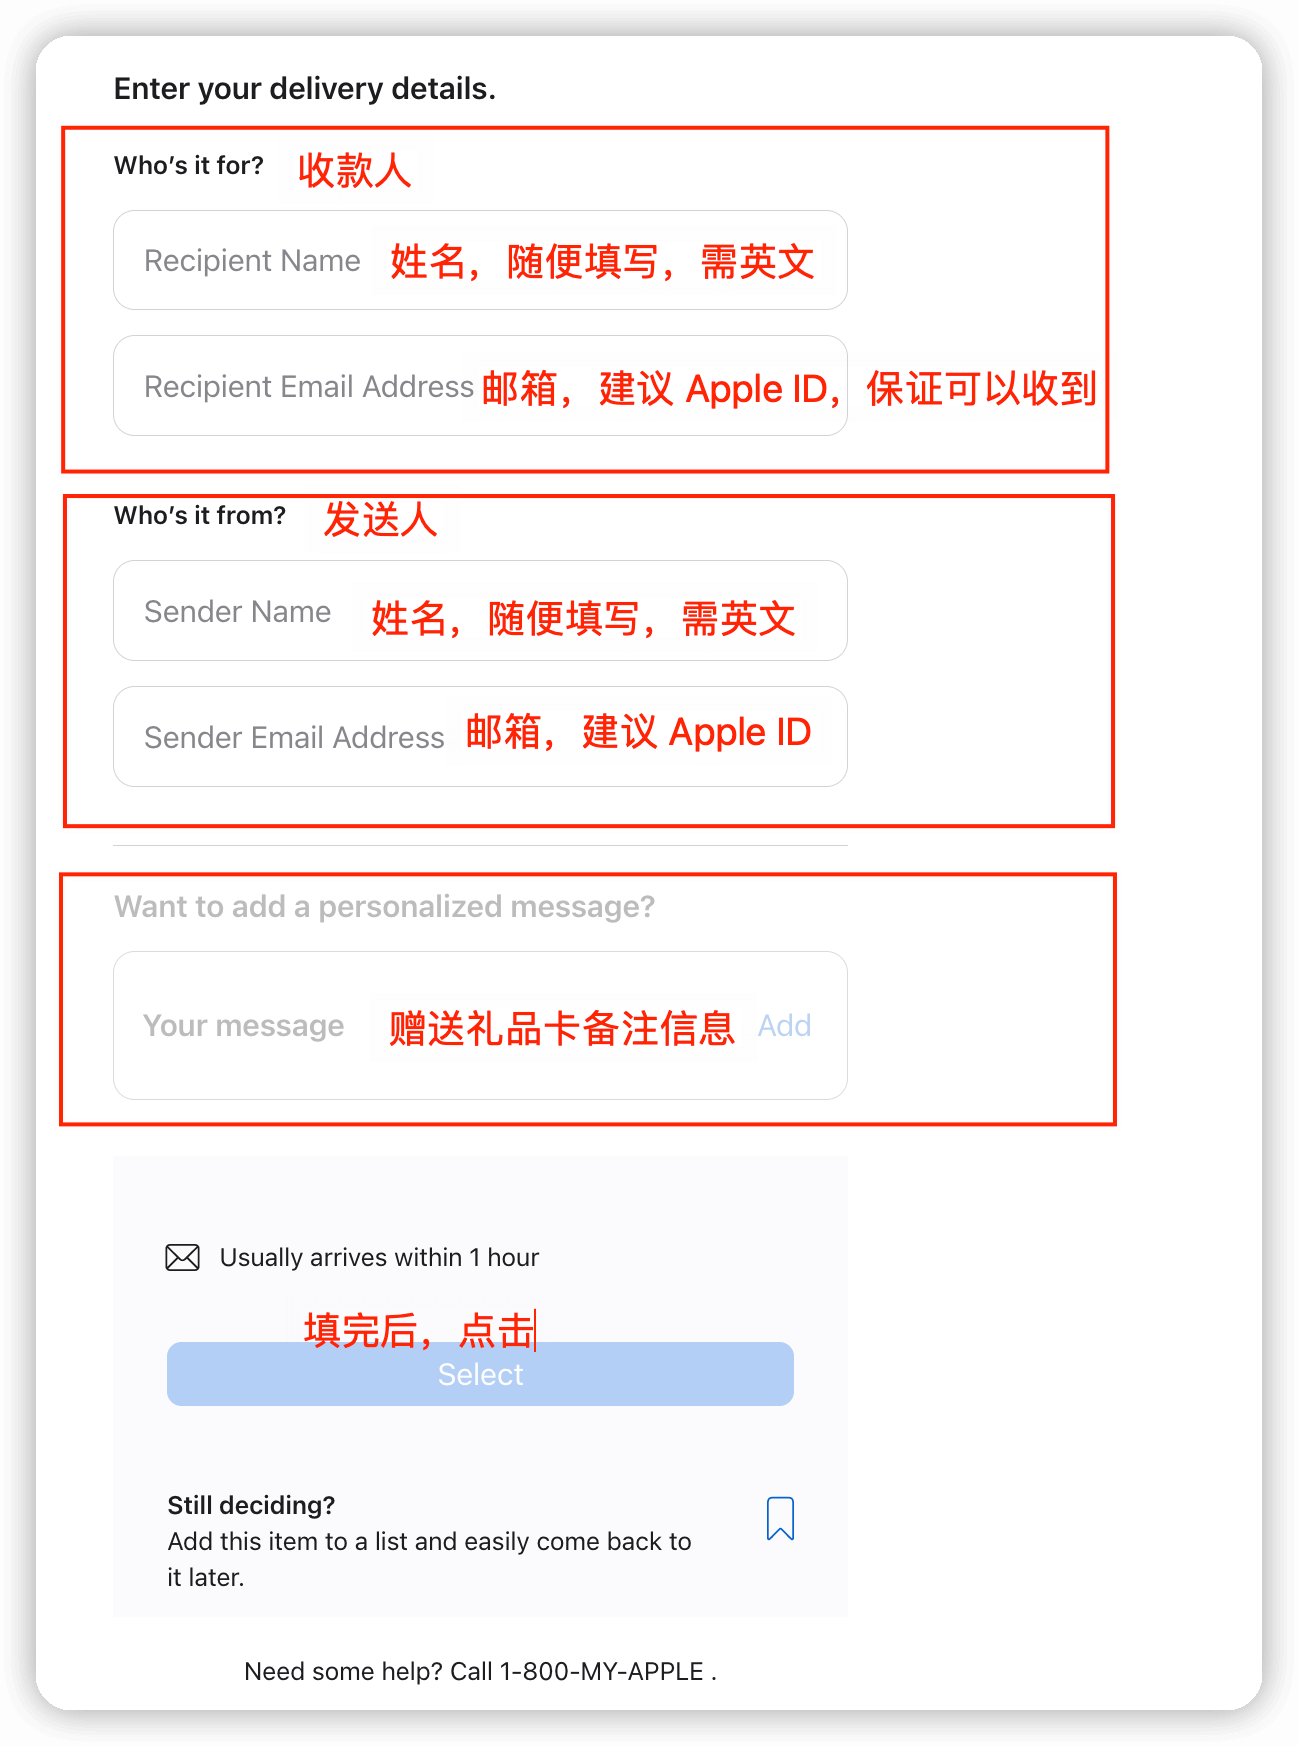 Enter your delivery details.
Who's it for? 收款人
Recipient Name 姓名，随便填写，需英文
Recipient Email Address 邮箱，建议 Apple ID，保证可以收到
Who's it from? 发送人
Sender Name 姓名，随便填写，需英文
Sender Email Address 邮箱，建议 Apple ID
Want to add a personalized message?
Your message 赠送礼品卡备注信息 Add
Usually arrives within 1 hour
填完后，点击
Select
Still deciding?
Add this item to a list and easily come back to
it later.
Need some help? Call 1-800-MY-APPLE .